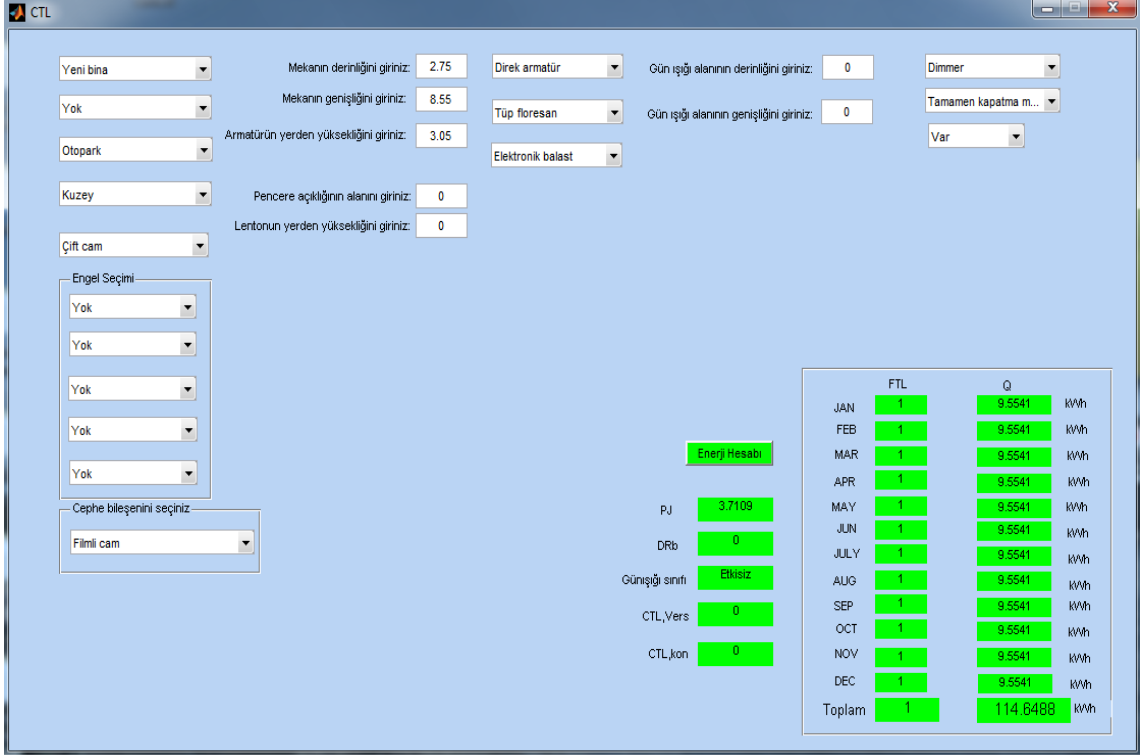 CTL
Yeni bina
Yok
Otopark
Kuzey
Çift cam
Engel Seçimi
Yok
Yok
Yok
Yok
Yok
Cephe bileşenini seçiniz
Filmli cam
Mekanın derinliğini giriniz: 2.75
Mekanın genişliğini giriniz: 8.55
Armatürün yerden yüksekliğini giriniz: 3.05
Pencere açıklığının alanını giriniz: 0
Lentonun yerden yüksekliğini giriniz: 0
Direk armatür
Tüp floresan
Elektronik balast
Gün ışığı alanının derinliğini giriniz: 0
Gün ışığı alanının genişliğini giriniz: 0
Dimmer
Tamamen kapatma m...
Var
Enerji Hesabı
PJ 3.7109
DRb 0
Günışığı sınıfı Etkisiz
CTL,Vers 0
CTL,kon 0
FTL Q
JAN 1 9.5541 kWh
FEB 1 9.5541 kWh
MAR 1 9.5541 kWh
APR 1 9.5541 kWh
MAY 1 9.5541 kWh
JUN 1 9.5541 kWh
JULY 1 9.5541 kWh
AUG 1 9.5541 kWh
SEP 1 9.5541 kWh
OCT 1 9.5541 kWh
NOV 1 9.5541 kWh
DEC 1 9.5541 kWh
Toplam 1 114.6488 kWh